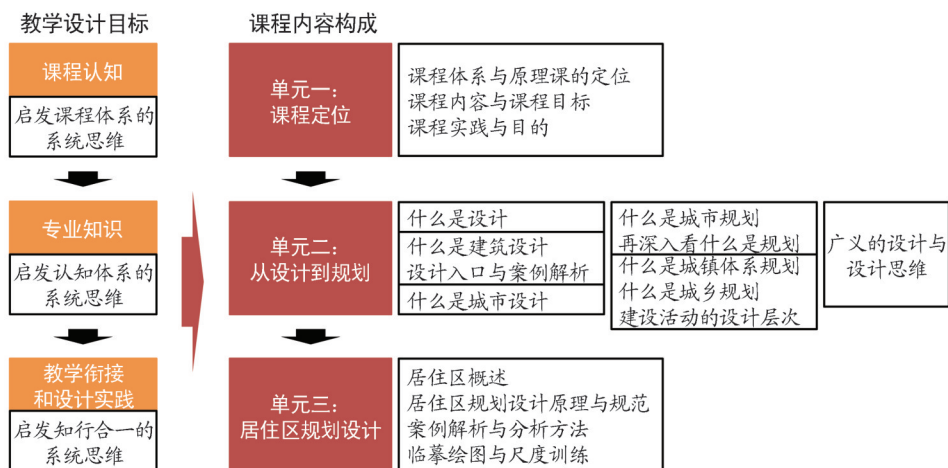 教学设计目标
课程内容构成
课程认知
启发课程体系的
系统思维
单元一：
课程定位
课程体系与原理课的定位
课程内容与课程目标
课程实践与目的
专业知识
启发认知体系的
系统思维
单元二：
从设计到规划
什么是设计
什么是建筑设计
设计入口与案例解析
什么是城市设计
什么是城市规划
再深入看什么是规划
什么是城镇体系规划
什么是城乡规划
建设活动的设计层次
广义的设计与
设计思维
教学衔接
和设计实践
启发知行合一的
系统思维
单元三：
居住区规划设计
居住区概述
居住区规划设计原理与规范
案例解析与分析方法
临摹绘图与尺度训练